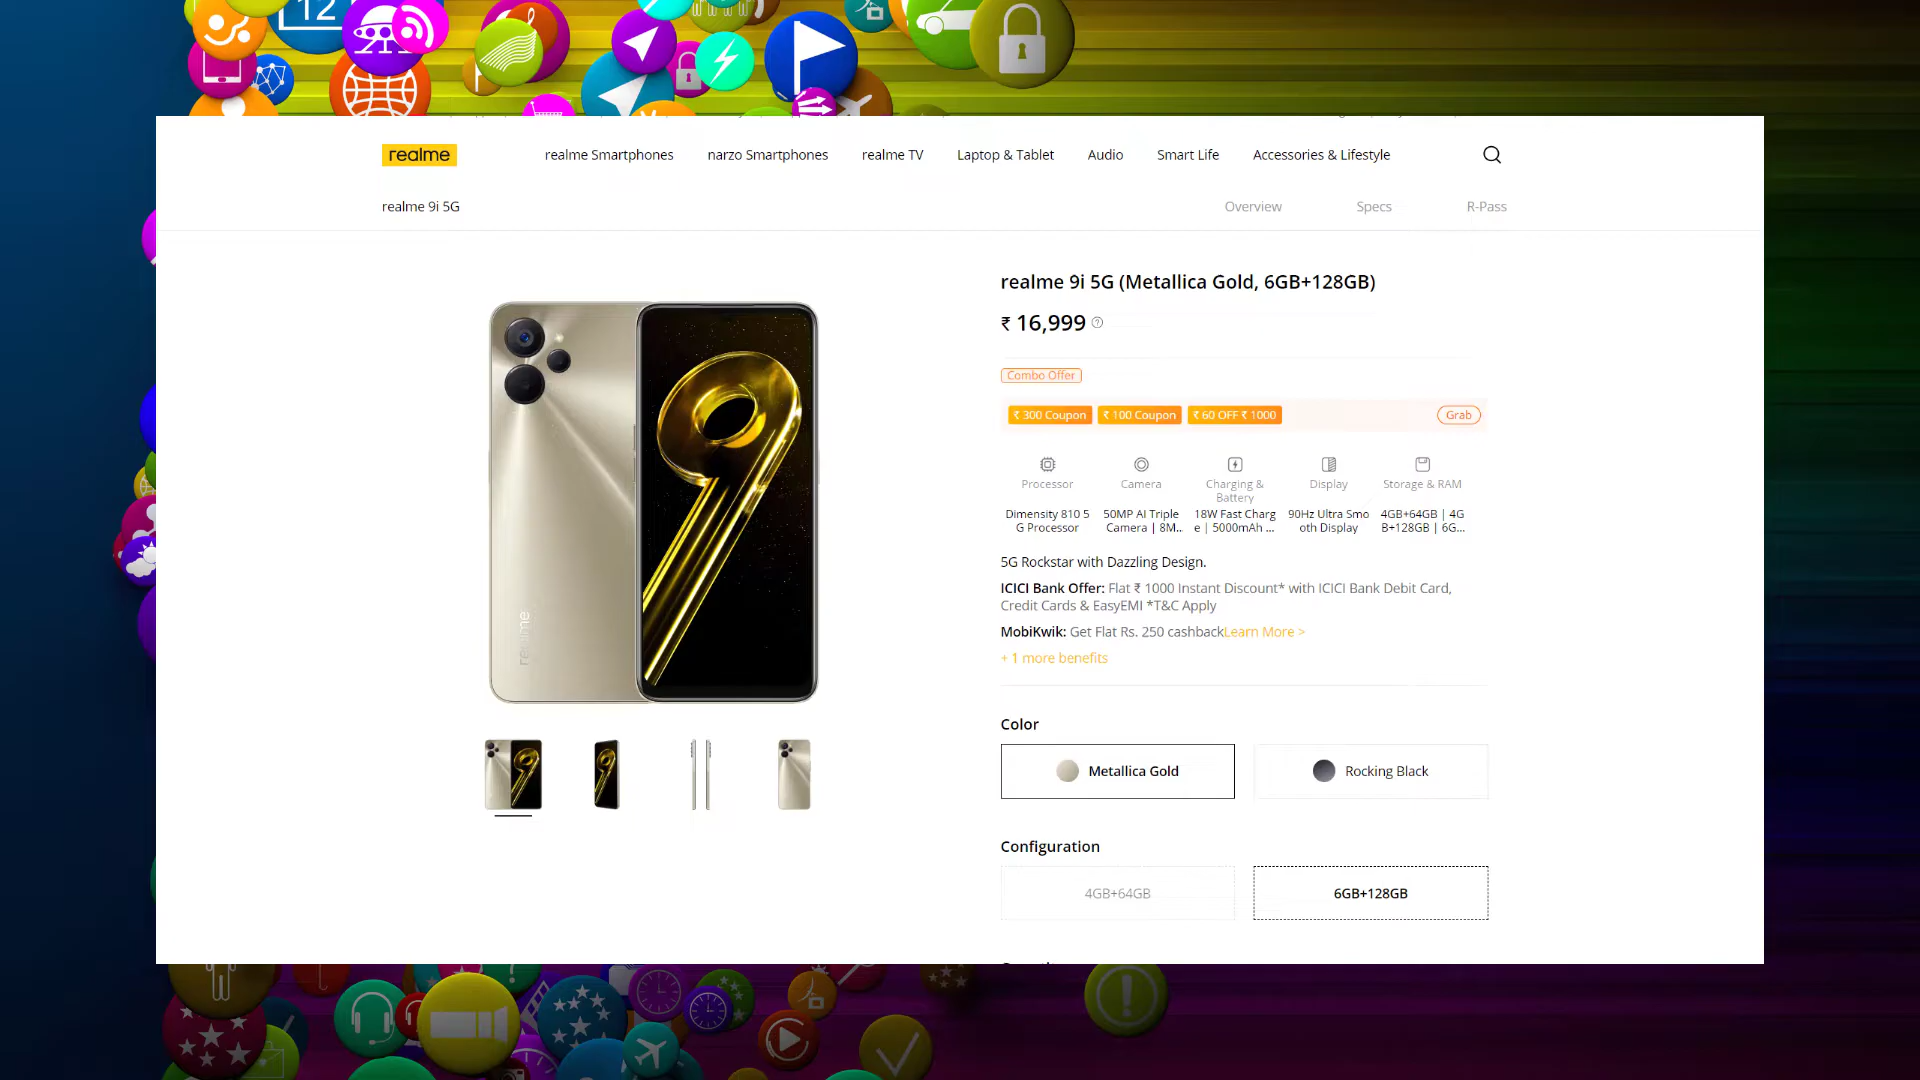 12
realme
realme Smartphones
narzo Smartphones
realme TV
Laptop & Tablet
Audio
Smart Life
Accessories & Lifestyle
realme 9i 5G
Overview
Specs
R-Pass
realme 9i 5G (Metallica Gold, 6GB+128GB)
₹ 16,999
Combo Offer
₹ 300 Coupon
₹ 100 Coupon
₹ 60 OFF ₹ 1000
Grab
Processor
Dimensity 810 5
G Processor
Camera
50MP AI Triple
Camera | 8M..
Charging &
Battery
18W Fast Charg
e | 5000mAh ...
Display
90Hz Ultra Smo
oth Display
Storage & RAM
4GB+64GB | 4G
B+128GB | 6G...
5G Rockstar with Dazzling Design.
ICICI Bank Offer: Flat ₹ 1000 Instant Discount* with ICICI Bank Debit Card,
Credit Cards & EasyEMI *T&C Apply
MobiKwik: Get Flat Rs. 250 cashbackLearn More >
+ 1 more benefits
realme
9
Color
Metallica Gold
Rocking Black
Configuration
4GB+64GB
6GB+128GB